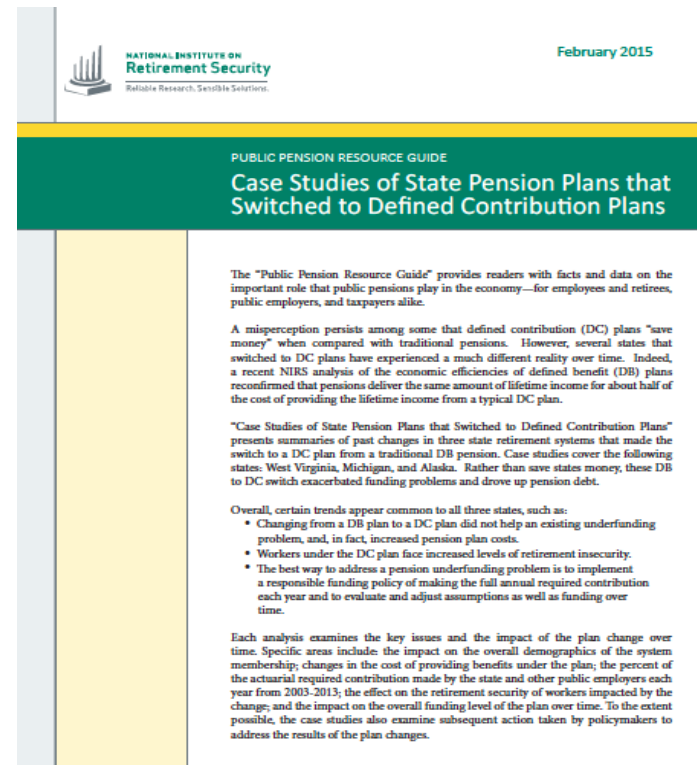 NATIONAL INSTITUTE ON
Retirement Security
Reliable Research. Sensible Solutions.
February 2015
PUBLIC PENSION RESOURCE GUIDE
Case Studies of State Pension Plans that
Switched to Defined Contribution Plans
The “Public Pension Resource Guide” provides readers with facts and data on the
important role that public pensions play in the economy—for employees and retirees,
public employers, and taxpayers alike.
A misperception persists among some that defined contribution (DC) plans “save
money” when compared with traditional pensions. However, several states that
switched to DC plans have experienced a much different reality over time. Indeed,
a recent NIRS analysis of the economic efficiencies of defined benefit (DB) plans
reconfirmed that pensions deliver the same amount of lifetime income for about half of
the cost of providing the lifetime income from a typical DC plan.
“Case Studies of State Pension Plans that Switched to Defined Contribution Plans”
presents summaries of past changes in three state retirement systems that made the
switch to a DC plan from a traditional DB pension. Case studies cover the following
states: West Virginia, Michigan, and Alaska. Rather than save states money, these DB
to DC switch exacerbated funding problems and drove up pension debt.
Overall, certain trends appear common to all three states, such as:
• Changing from a DB plan to a DC plan did not help an existing underfunding
problem, and, in fact, increased pension plan costs.
• Workers under the DC plan face increased levels of retirement insecurity.
• The best way to address a pension underfunding problem is to implement
a responsible funding policy of making the full annual required contribution
each year and to evaluate and adjust assumptions as well as funding over
time.
Each analysis examines the key issues and the impact of the plan change over
time. Specific areas include: the impact on the overall demographics of the system
membership; changes in the cost of providing benefits under the plan; the percent of
the actuarial required contribution made by the state and other public employers each
year from 2003-2013; the effect on the retirement security of workers impacted by the
change; and the impact on the overall funding level of the plan over time. To the extent
possible, the case studies also examine subsequent action taken by policymakers to
address the results of the plan changes.